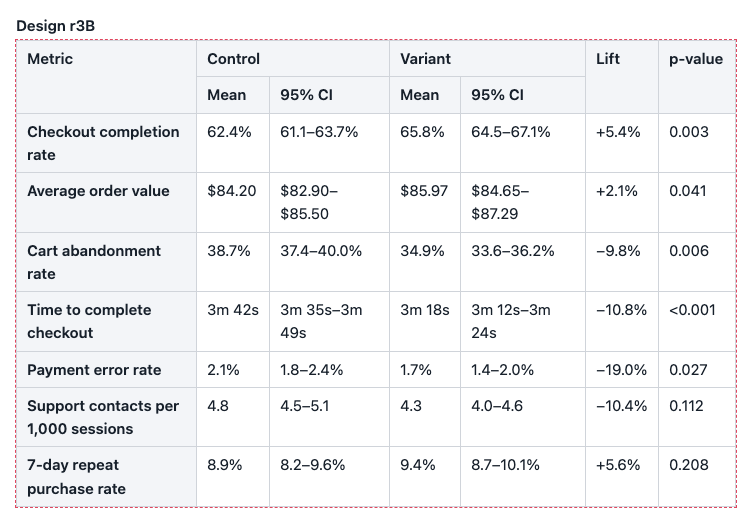 Design r3B
Metric Control Variant Lift p-value
Mean 95% CI Mean 95% CI
Checkout completion rate 62.4% 61.1–63.7% 65.8% 64.5–67.1% +5.4% 0.003
Average order value $84.20 $82.90–$85.50 $85.97 $84.65–$87.29 +2.1% 0.041
Cart abandonment rate 38.7% 37.4–40.0% 34.9% 33.6–36.2% −9.8% 0.006
Time to complete checkout 3m 42s 3m 35s–3m 49s 3m 18s 3m 12s–3m 24s −10.8% <0.001
Payment error rate 2.1% 1.8–2.4% 1.7% 1.4–2.0% −19.0% 0.027
Support contacts per 1,000 sessions 4.8 4.5–5.1 4.3 4.0–4.6 −10.4% 0.112
7-day repeat purchase rate 8.9% 8.2–9.6% 9.4% 8.7–10.1% +5.6% 0.208